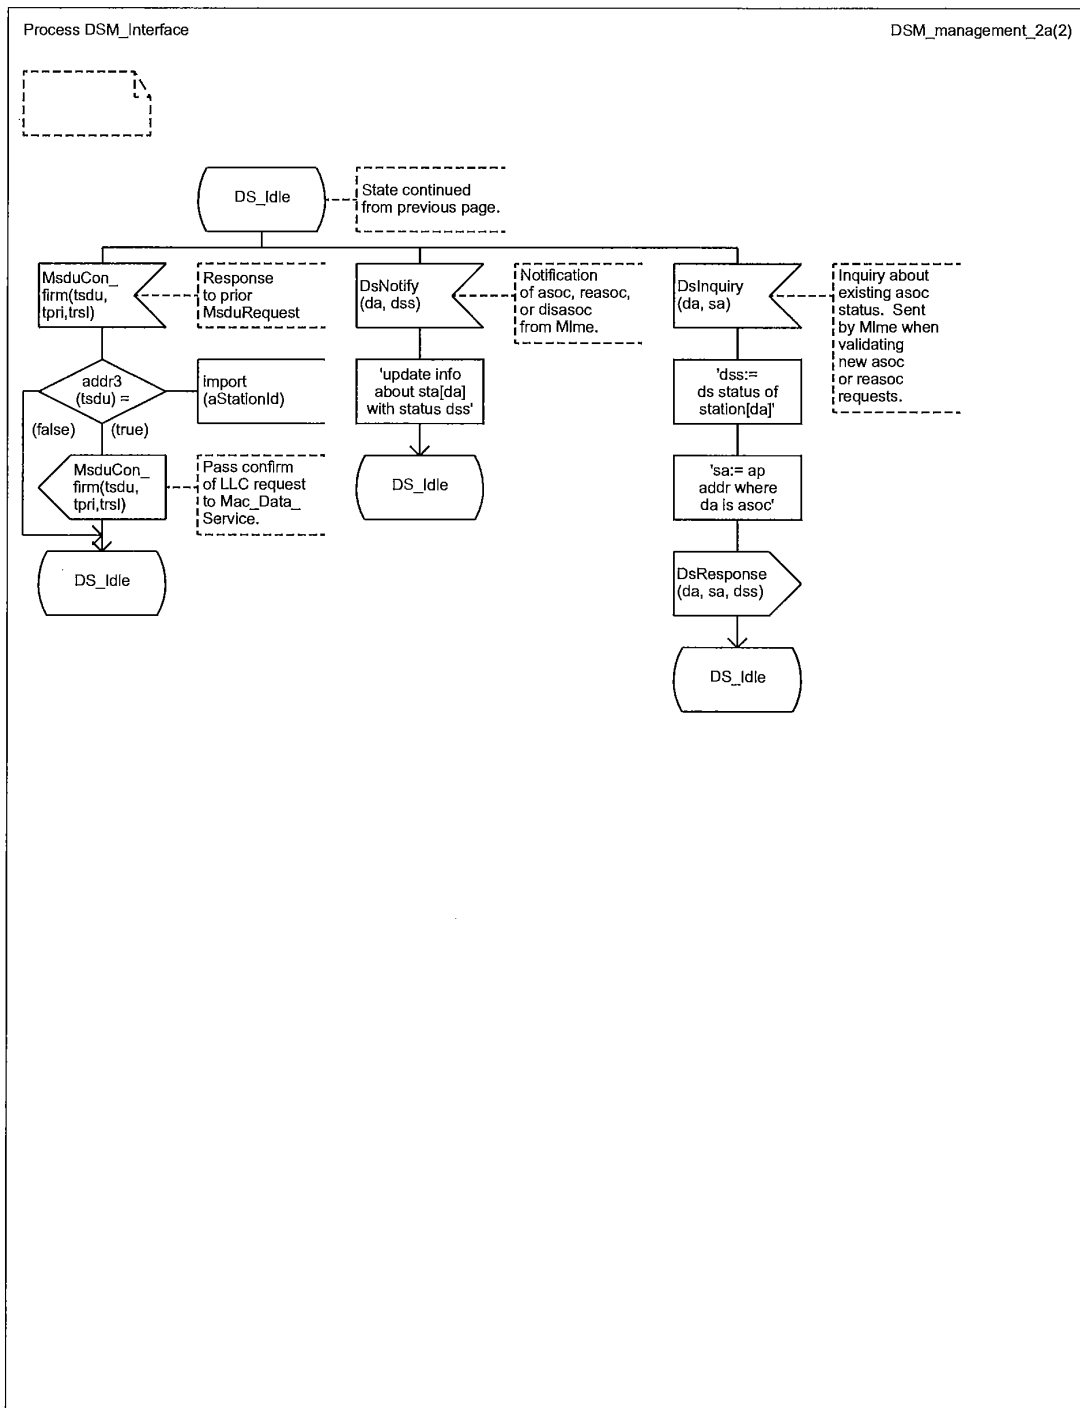 Process DSM_Interface
DSM_management_2a(2)
DS_Idle
State continued
from previous page.
MsduCon_
firm(tsdu,
tpri,trsl)
Response
to prior
MsduRequest
addr3
(tsdu) =
import
(aStationId)
(false)
(true)
MsduCon_
firm(tsdu,
tpri,trsl)
Pass confirm
of LLC request
to Mac_Data_
Service.
DS_Idle
DsNotify
(da, dss)
Notification
of asoc, reasoc,
or disasoc
from Mlme.
'update info
about sta[da]
with status dss'
DS_Idle
DsInquiry
(da, sa)
Inquiry about
existing asoc
status. Sent
by Mlme when
validating
new asoc
or reasoc
requests.
'dss:=
ds status of
station[da]'
'sa:= ap
addr where
da is asoc'
DsResponse
(da, sa, dss)
DS_Idle